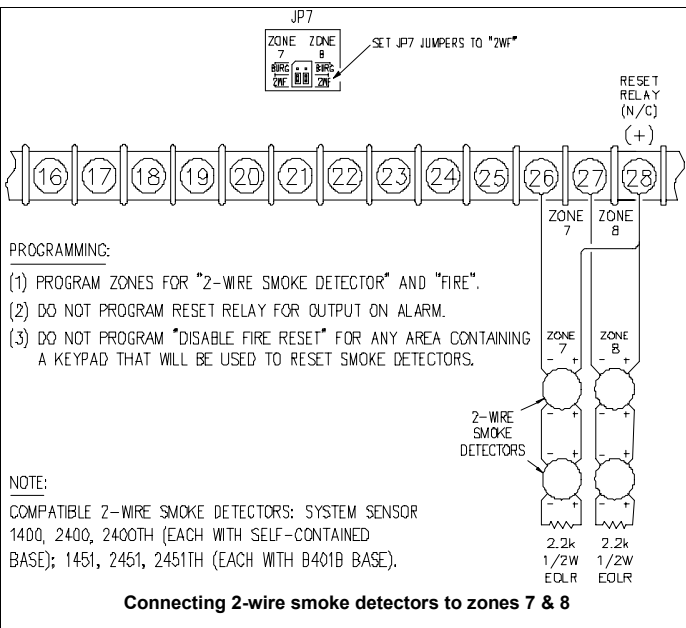 JP7
ZONE ZONE
7 8
BURG BURG
2WF 2WF
SET JP7 JUMPERS TO "2WF"
RESET
RELAY
(N/C)
(+)
16 17 18 19 20 21 22 23 24 25 26 27 28
ZONE ZONE
7 8
PROGRAMMING:
(1) PROGRAM ZONES FOR "2-WIRE SMOKE DETECTOR" AND "FIRE".
(2) DO NOT PROGRAM RESET RELAY FOR OUTPUT ON ALARM.
(3) DO NOT PROGRAM "DISABLE FIRE RESET" FOR ANY AREA CONTAINING
A KEYPAD THAT WILL BE USED TO RESET SMOKE DETECTORS.
ZONE ZONE
7 8
- + - +
- + - +
2-WIRE
SMOKE
DETECTORS
- + - +
- + - +
NOTE:
COMPATIBLE 2-WIRE SMOKE DETECTORS: SYSTEM SENSOR
1400, 2400, 2400TH (EACH WITH SELF-CONTAINED
BASE); 1451, 2451, 2451TH (EACH WITH B401B BASE).
2.2k 2.2k
1/2W 1/2W
EOLR EOLR
Connecting 2-wire smoke detectors to zones 7 & 8